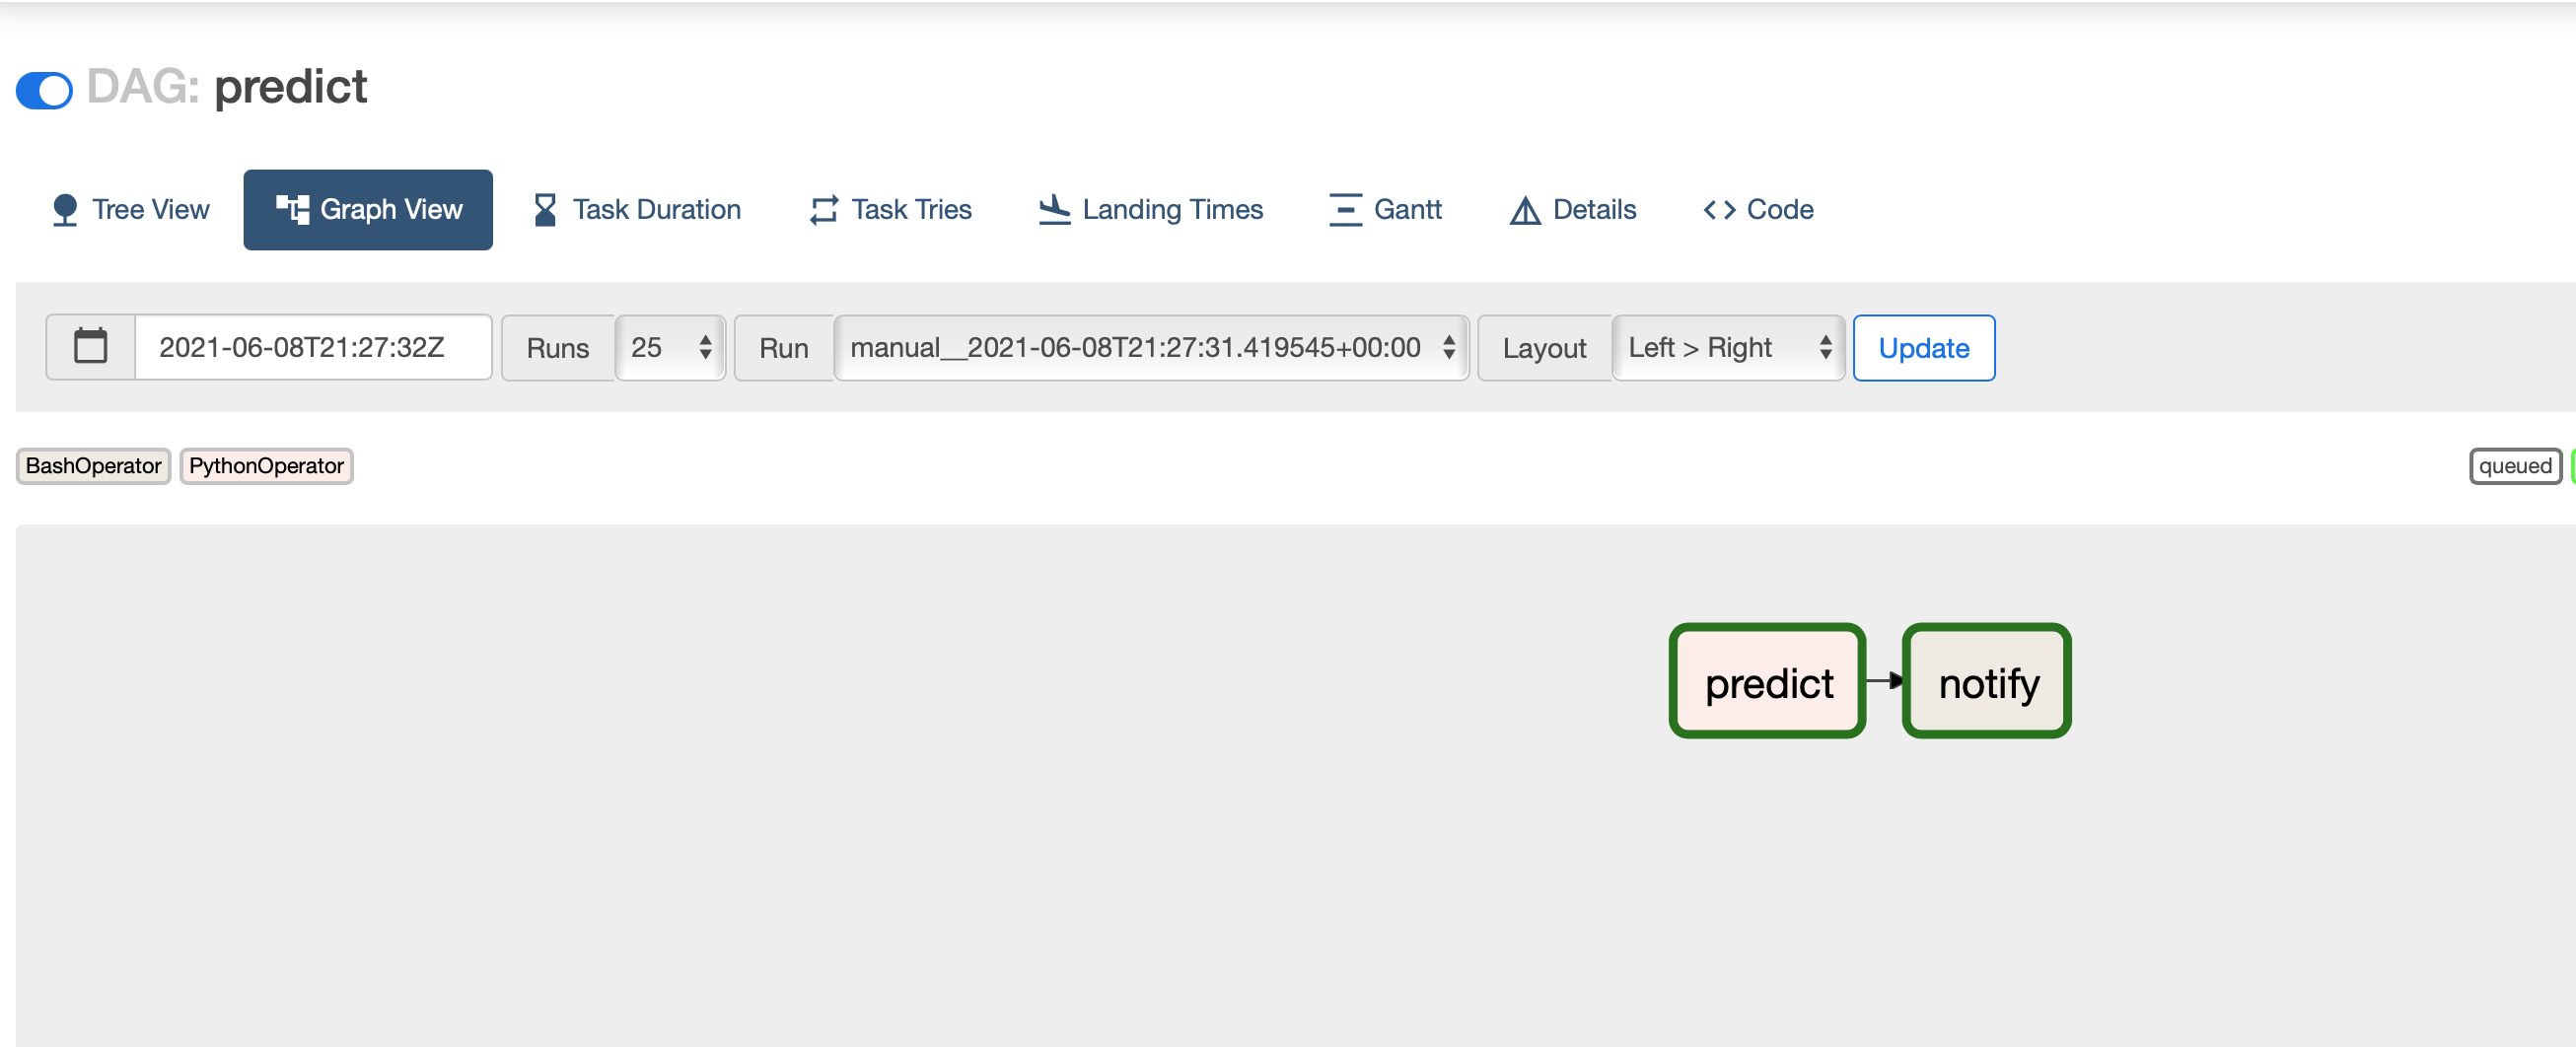 DAG: predict
Tree View Graph View Task Duration Task Tries Landing Times Gantt Details Code
2021-06-08T21:27:32Z Runs 25 Run manual__2021-06-08T21:27:31.419545+00:00 Layout Left > Right Update
BashOperator PythonOperator queued
predict notify